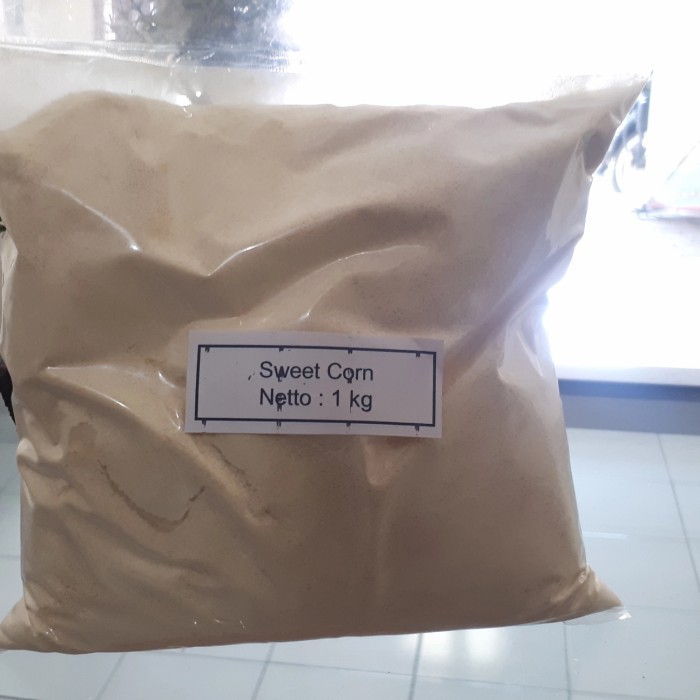 Sweet Corn
Netto : 1 kg